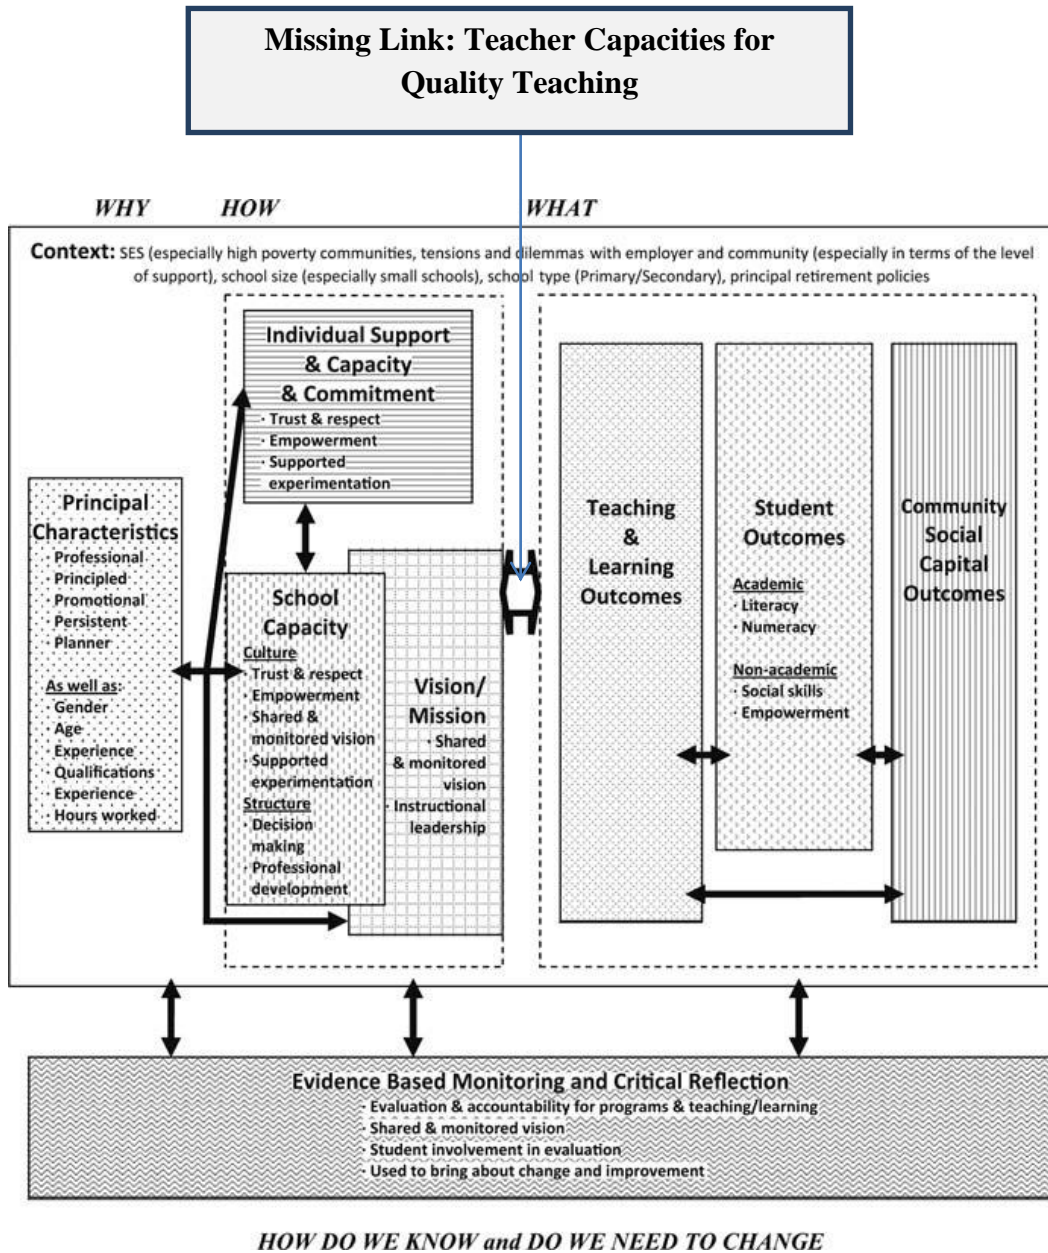 Missing Link: Teacher Capacities for
Quality Teaching
WHY
HOW
WHAT
Context: SES (especially high poverty communities, tensions and dilemmas with employer and community (especially in terms of the level
of support), school size (especially small schools), school type (Primary/Secondary), principal retirement policies
Individual Support
& Capacity
& Commitment
· Trust & respect
· Empowerment
· Supported
experimentation
Principal
Characteristics
· Professional
· Principled
· Promotional
· Persistent
· Planner
As well as:
· Gender
· Age
· Experience
· Qualifications
· Experience
· Hours worked
School
Capacity
Culture
· Trust & respect
· Empowerment
· Shared &
monitored vision
· Supported
experimentation
Structure
· Decision
making
· Professional
development
Vision/
Mission
· Shared
& monitored
vision
· Instructional
leadership
Teaching
&
Learning
Outcomes
Student
Outcomes
Academic
· Literacy
· Numeracy
Non-academic
· Social skills
· Empowerment
Community
Social
Capital
Outcomes
Evidence Based Monitoring and Critical Reflection
· Evaluation & accountability for programs & teaching/learning
· Shared & monitored vision
· Student involvement in evaluation
· Used to bring about change and improvement
HOW DO WE KNOW and DO WE NEED TO CHANGE